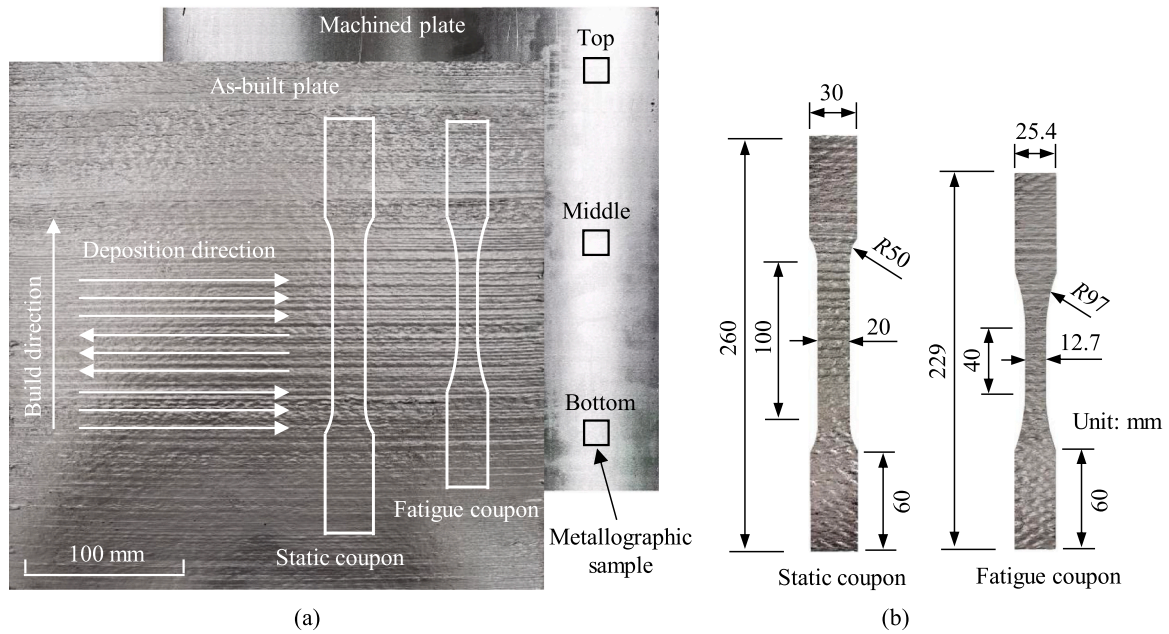 Machined plate
As-built plate
Top
Middle
Bottom
Build direction
Deposition direction
Fatigue coupon
Static coupon
Metallographic
sample
100 mm
(a)
30
25.4
R50
R97
260
100
20
229
40
12.7
Unit: mm
60
60
Static coupon
Fatigue coupon
(b)